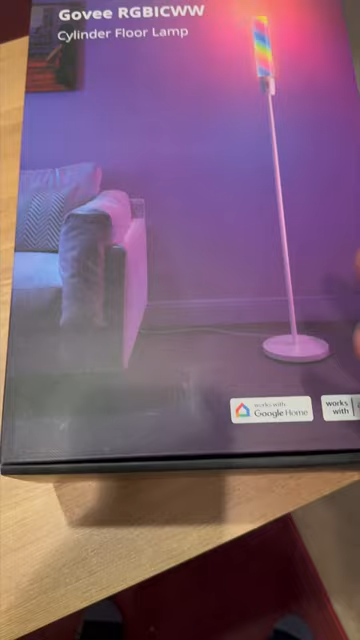 Govee RGBICWW
Cylinder Floor Lamp
works with
Google Home
works
with